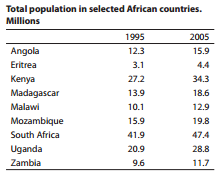 Total population in selected African countries.
Millions
1995 2005
Angola 12.3 15.9
Eritrea 3.1 4.4
Kenya 27.2 34.3
Madagascar 13.9 18.6
Malawi 10.1 12.9
Mozambique 15.9 19.8
South Africa 41.9 47.4
Uganda 20.9 28.8
Zambia 9.6 11.7